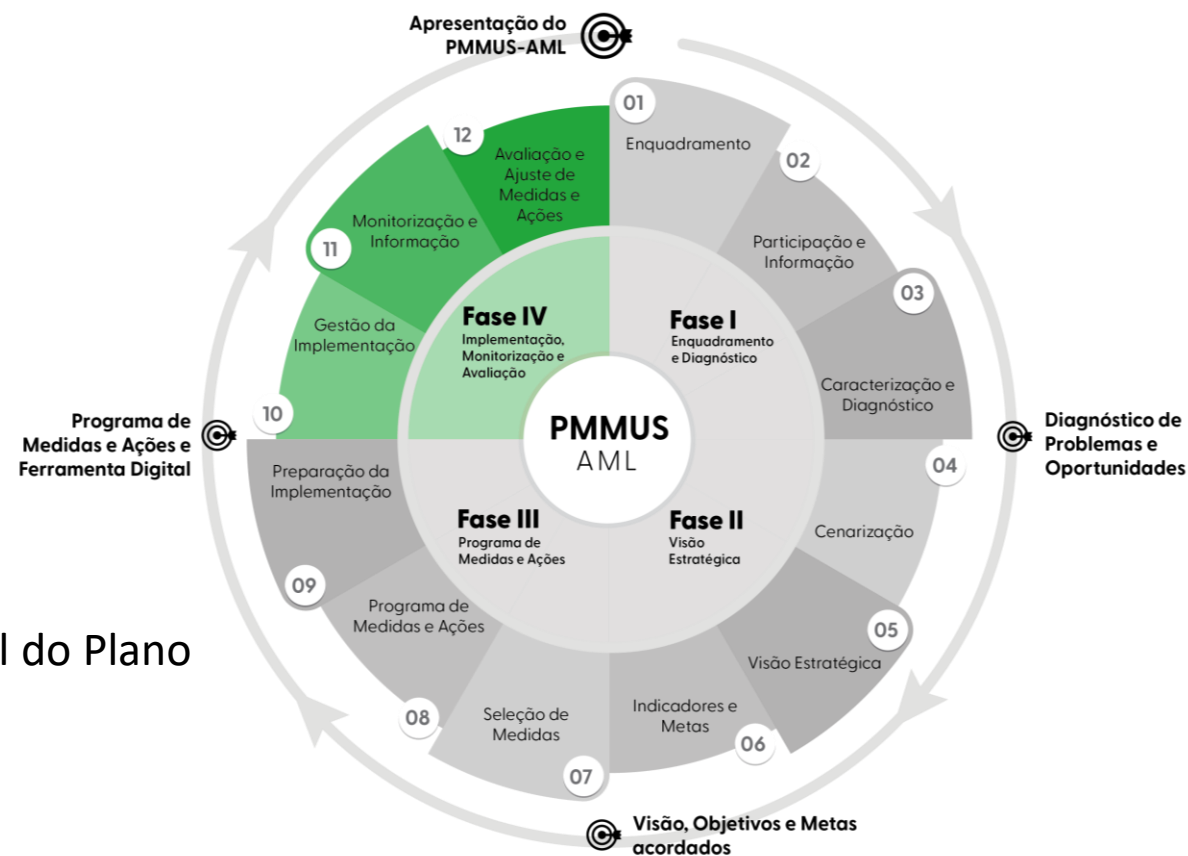 Apresentação do
PMMUS-AML
01
Enquadramento
02
Participação e
Informação
03
Caracterização e
Diagnóstico
Diagnóstico de
Problemas e
Oportunidades
04
Cenarização
05
Visão Estratégica
06
Indicadores e
Metas
Visão, Objetivos e Metas
acordados
07
Seleção de
Medidas
08
Programa de
Medidas e Ações
09
Preparação da
Implementação
Programa de
Medidas e Ações e
Ferramenta Digital
10
Gestão da
Implementação
11
Monitorização e
Informação
12
Avaliação e
Ajuste de
Medidas e
Ações
Fase I
Enquadramento
e Diagnóstico
Fase II
Visão
Estratégica
Fase III
Programa de
Medidas e Ações
Fase IV
Implementação,
Monitorização e
Avaliação
PMMUS
AML
l do Plano